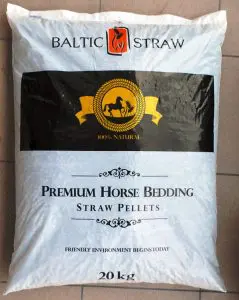 BALTIC STRAW
100% NATURAL
PREMIUM HORSE BEDDING
STRAW PELLETS
FRIENDLY ENVIRONMENT BEGINS TODAY
20 kg